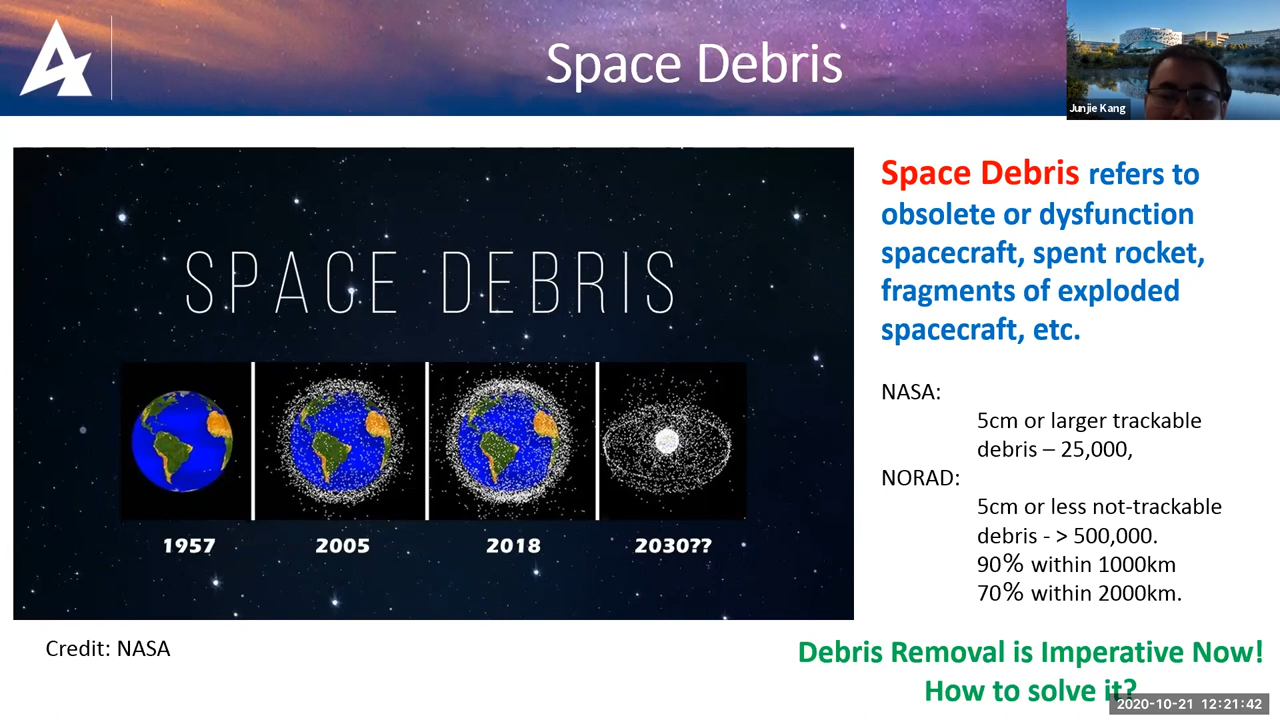 Space Debris
Junjie Kang
SPACE DEBRIS
1957 2005 2018 2030??
Credit: NASA
Space Debris refers to
obsolete or dysfunction
spacecraft, spent rocket,
fragments of exploded
spacecraft, etc.
NASA:
5cm or larger trackable
debris – 25,000,
NORAD:
5cm or less not-trackable
debris - > 500,000.
90% within 1000km
70% within 2000km.
Debris Removal is Imperative Now!
How to solve it?
2020-10-21 12:21:42